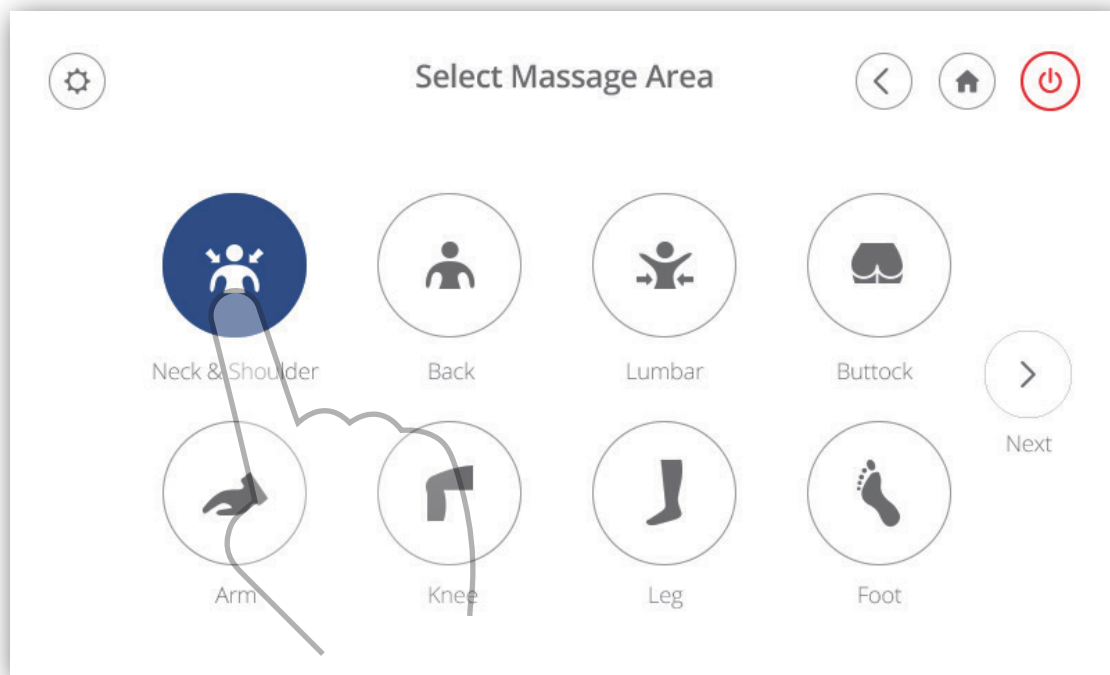 Select Massage Area
Neck & Shoulder
Back
Lumbar
Buttock
Next
Arm
Knee
Leg
Foot